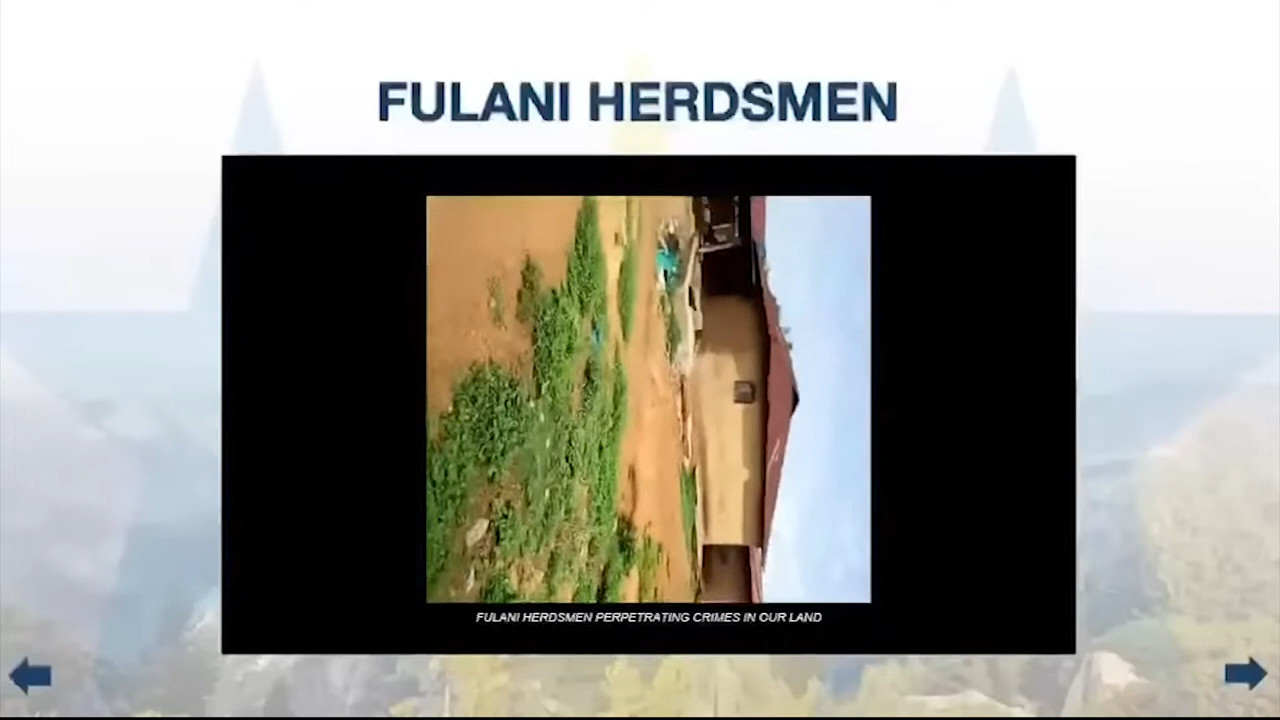 FULANI HERDSMEN
FULANI HERDSMEN PERPETRATING CRIMES IN OUR LAND